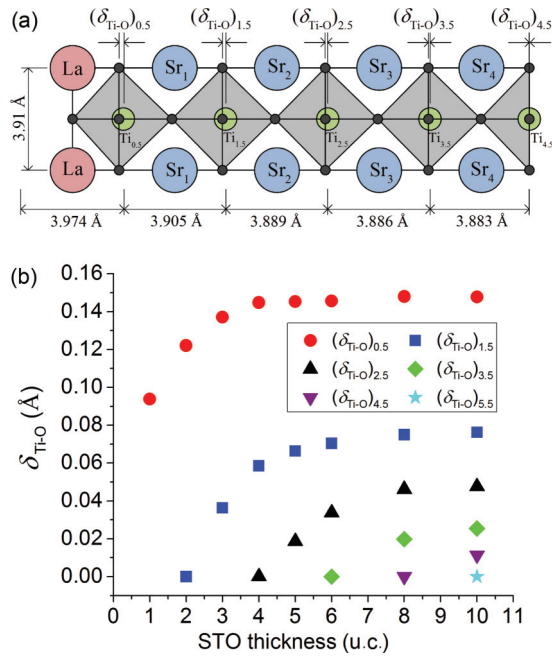 (a)
(δTi-O)0.5 (δTi-O)1.5 (δTi-O)2.5 (δTi-O)3.5 (δTi-O)4.5
La Sr1 Sr2 Sr3 Sr4
3.91 Å
Ti0.5 Ti1.5 Ti2.5 Ti3.5 Ti4.5
La Sr1 Sr2 Sr3 Sr4
3.974 Å 3.905 Å 3.889 Å 3.886 Å 3.883 Å
(b)
0.16
0.14
0.12
0.10
0.08
0.06
0.04
0.02
0.00
δTi-O (Å)
(δTi-O)0.5 (δTi-O)1.5
(δTi-O)2.5 (δTi-O)3.5
(δTi-O)4.5 (δTi-O)5.5
0 1 2 3 4 5 6 7 8 9 10 11
STO thickness (u.c.)